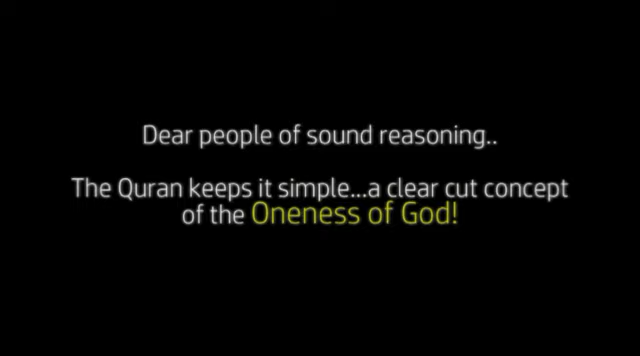 Dear people of sound reasoning..
The Quran keeps it simple...a clear cut concept
of the Oneness of God!